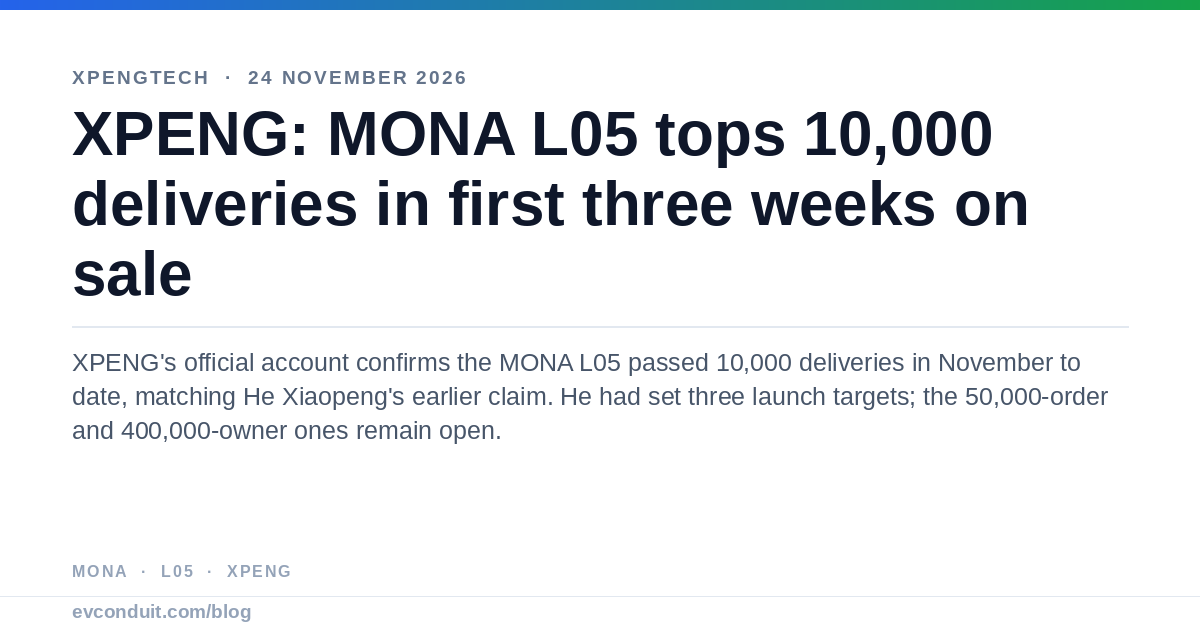 XPENGTECH · 24 NOVEMBER 2026
XPENG: MONA L05 tops 10,000
deliveries in first three weeks on
sale
XPENG's official account confirms the MONA L05 passed 10,000 deliveries in November to
date, matching He Xiaopeng's earlier claim. He had set three launch targets; the 50,000-order
and 400,000-owner ones remain open.
MONA · L05 · XPENG
evconduit.com/blog